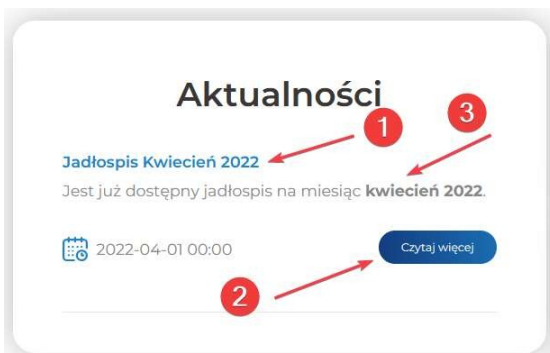 Aktualności
1
3
Jadłospis Kwiecień 2022
Jest już dostępny jadłospis na miesiąc kwiecień 2022.
2022-04-01 00:00
Czytaj więcej
2